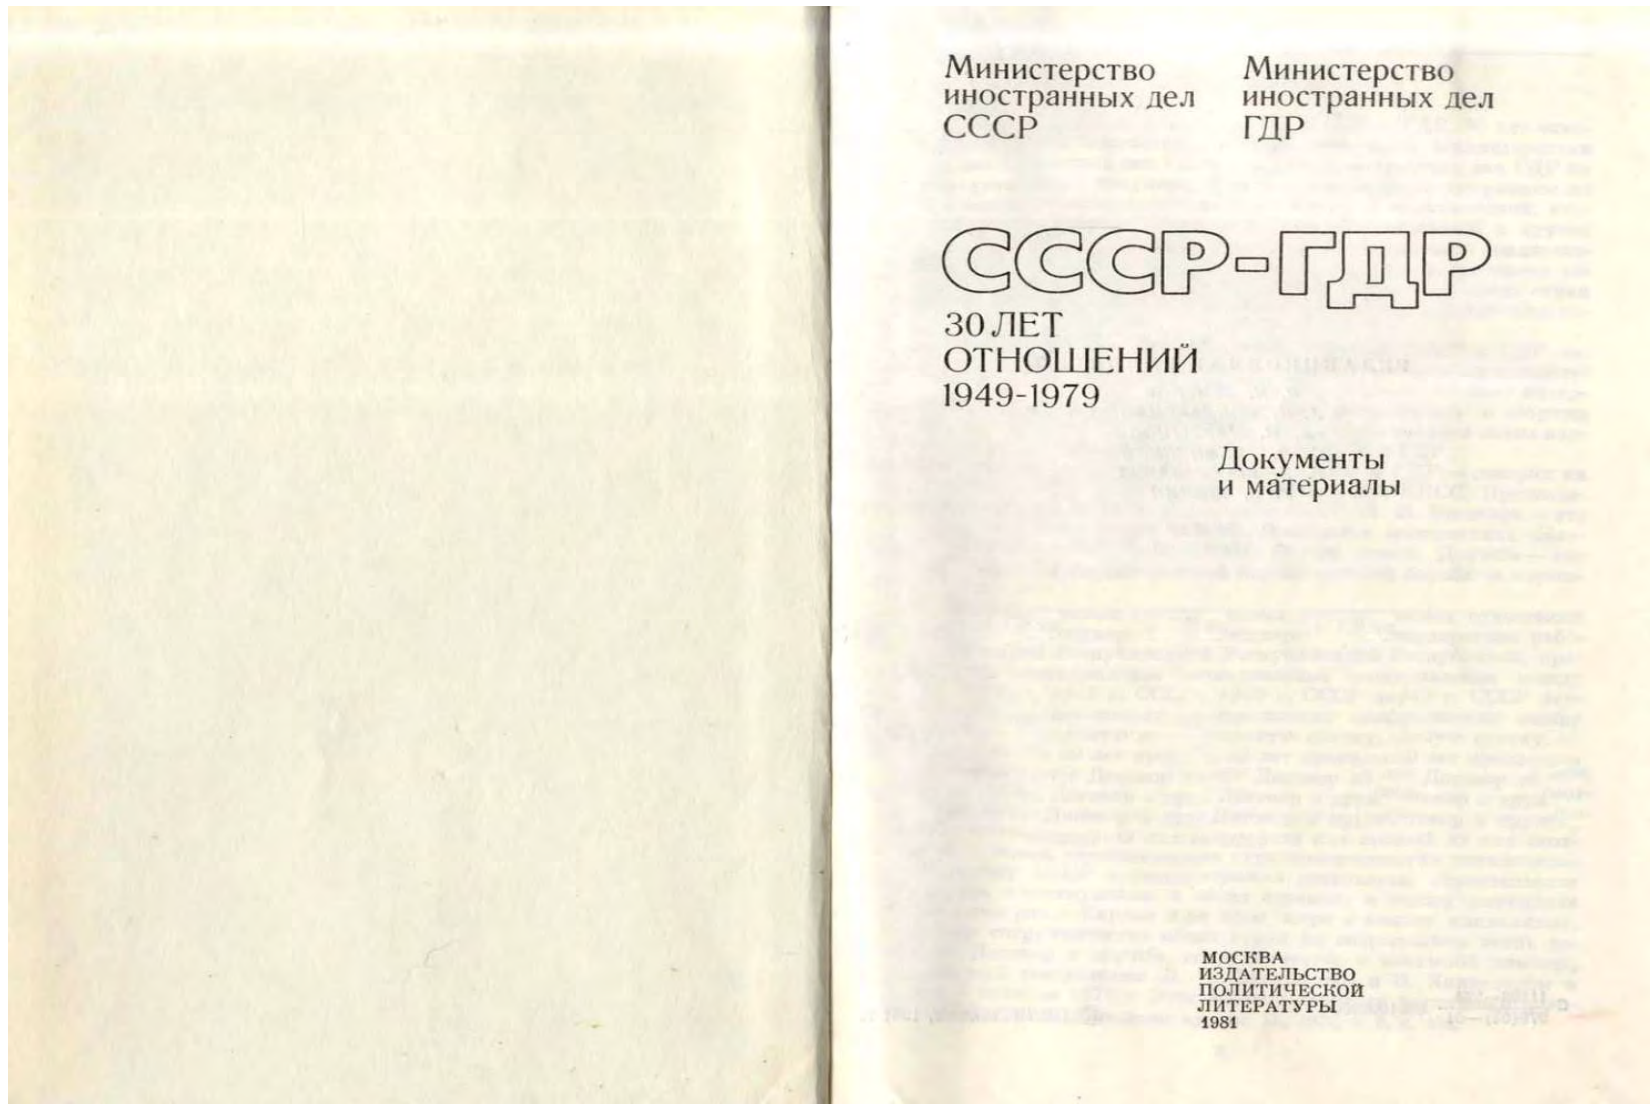 Министерство
иностранных дел
СССР
Министерство
иностранных дел
ГДР
СССР-ГДР
30 ЛЕТ
ОТНОШЕНИЙ
1949-1979
Документы
и материалы
МОСКВА
ИЗДАТЕЛЬСТВО
ПОЛИТИЧЕСКОЙ
ЛИТЕРАТУРЫ
1981